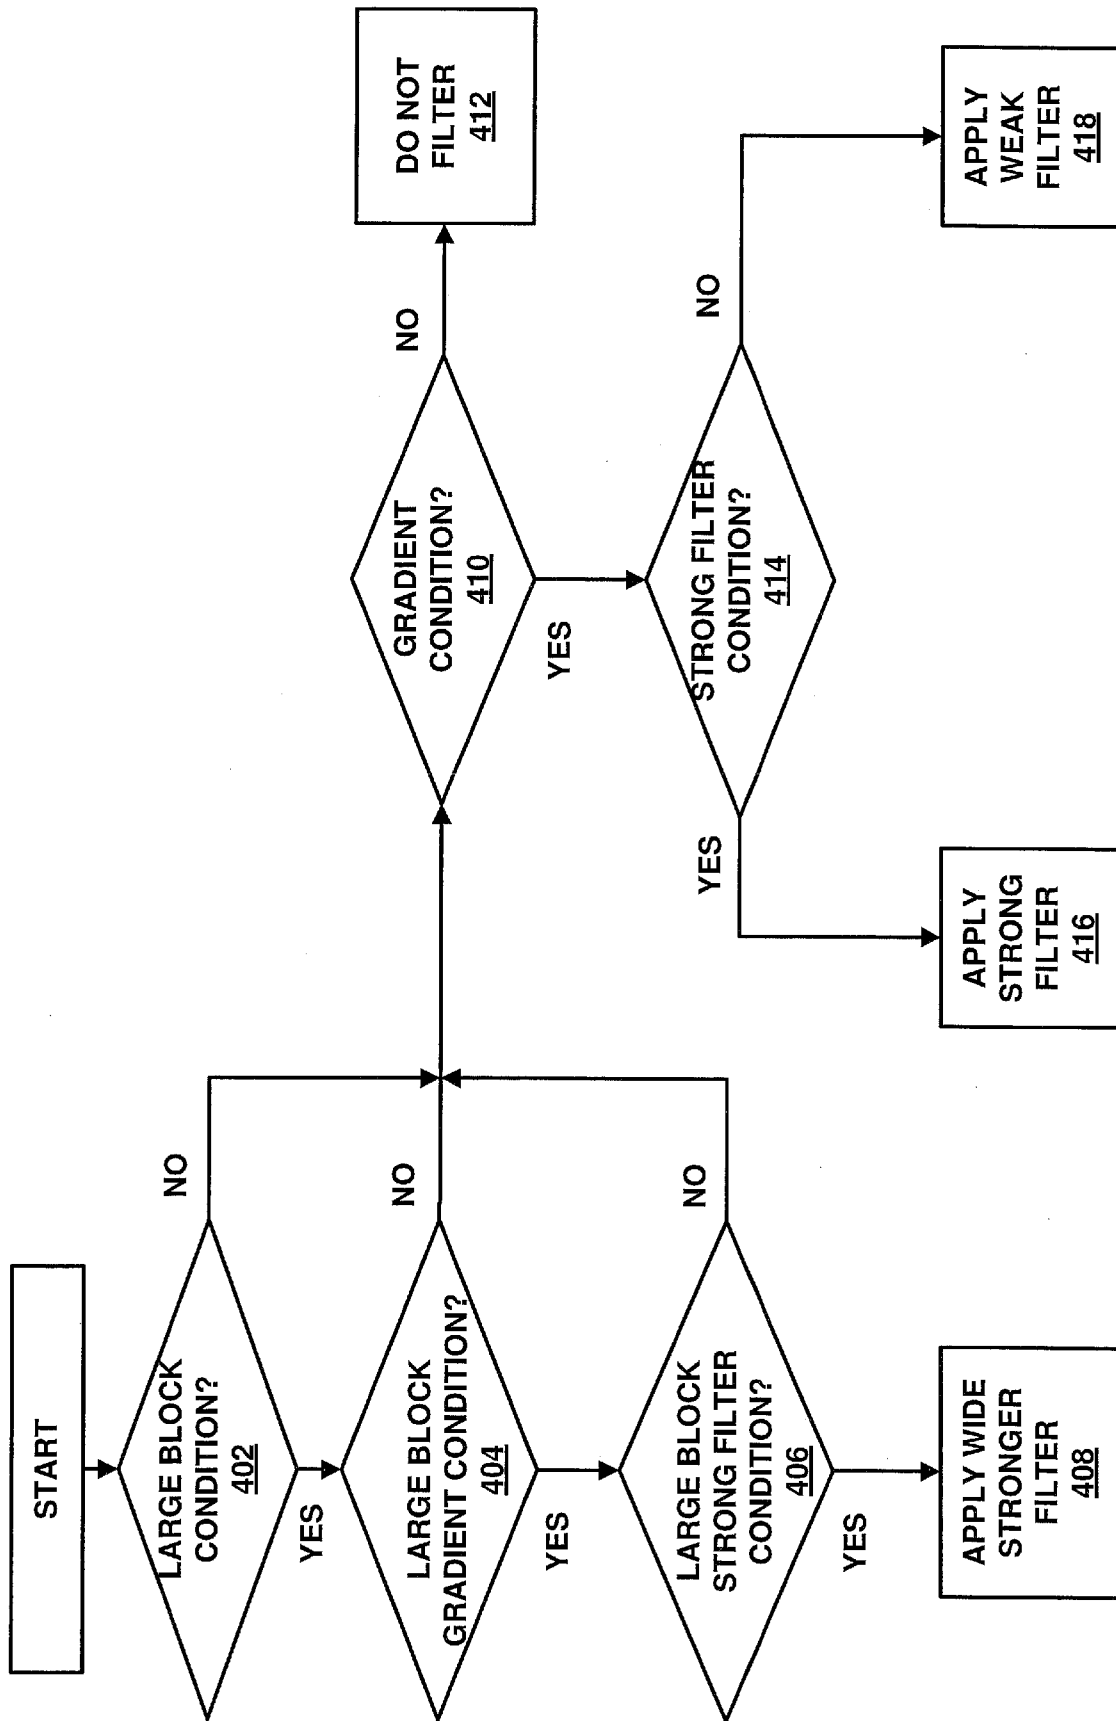 START
LARGE BLOCK
CONDITION?
402
NO
YES
LARGE BLOCK
GRADIENT CONDITION?
404
NO
YES
LARGE BLOCK
STRONG FILTER
CONDITION?
406
NO
YES
APPLY WIDE
STRONGER
FILTER
408
GRADIENT
CONDITION?
410
NO
YES
DO NOT
FILTER
412
STRONG FILTER
CONDITION?
414
YES
NO
APPLY
STRONG
FILTER
416
APPLY
WEAK
FILTER
418